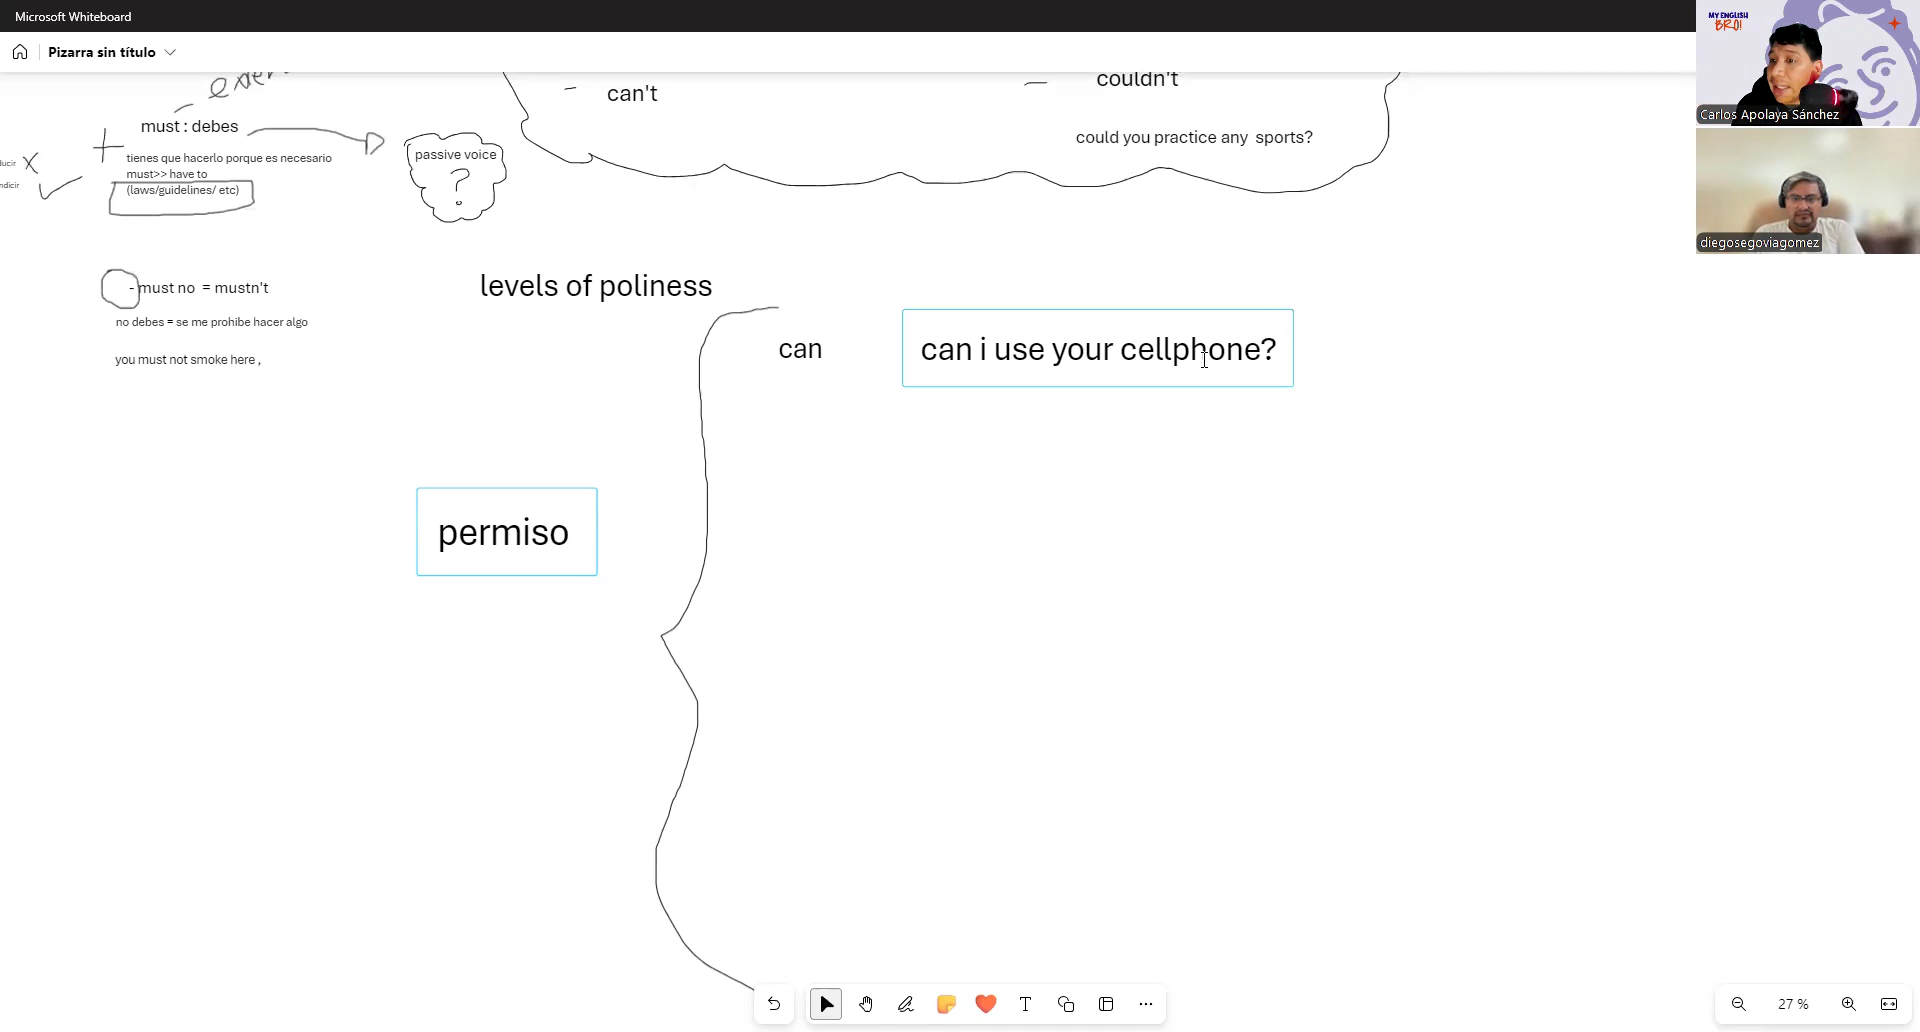 Microsoft Whiteboard
Pizarra sin título
MY ENGLISH
BRO!
Carlos Apolaya Sánchez
diegosegoviagomez
can't
couldn't
could you practice any sports?
must : debes
tienes que hacerlo porque es necesario
must>> have to
(laws/guidelines/ etc)
passive voice
?
- must no = mustn't
no debes = se me prohibe hacer algo
you must not smoke here ,
levels of poliness
can
can i use your cellphone?
permiso
27 %